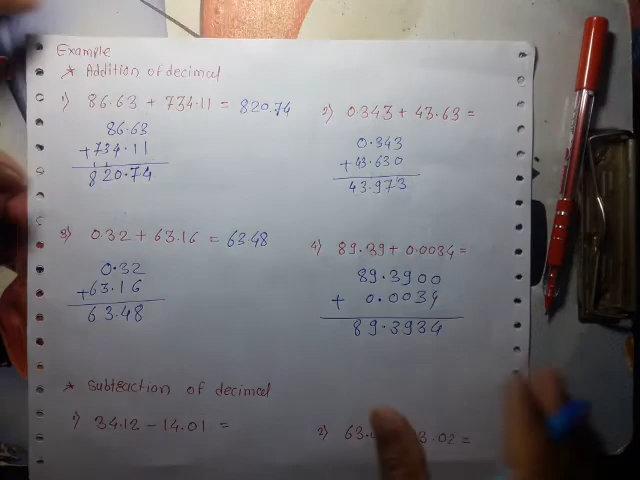 Example
* Addition of decimal
1) 86.63 + 734.11 = 820.74
86.63
+734.11
820.74
2) 0.343 + 43.63 =
0.343
+43.630
43.973
3) 0.32 + 63.16 = 63.48
0.32
+63.16
63.48
4) 89.39 + 0.0034 =
89.3900
+ 0.0034
89.3934
* Subtraction of decimal
1) 34.12 - 14.01 =
2) 63. 3.02 =